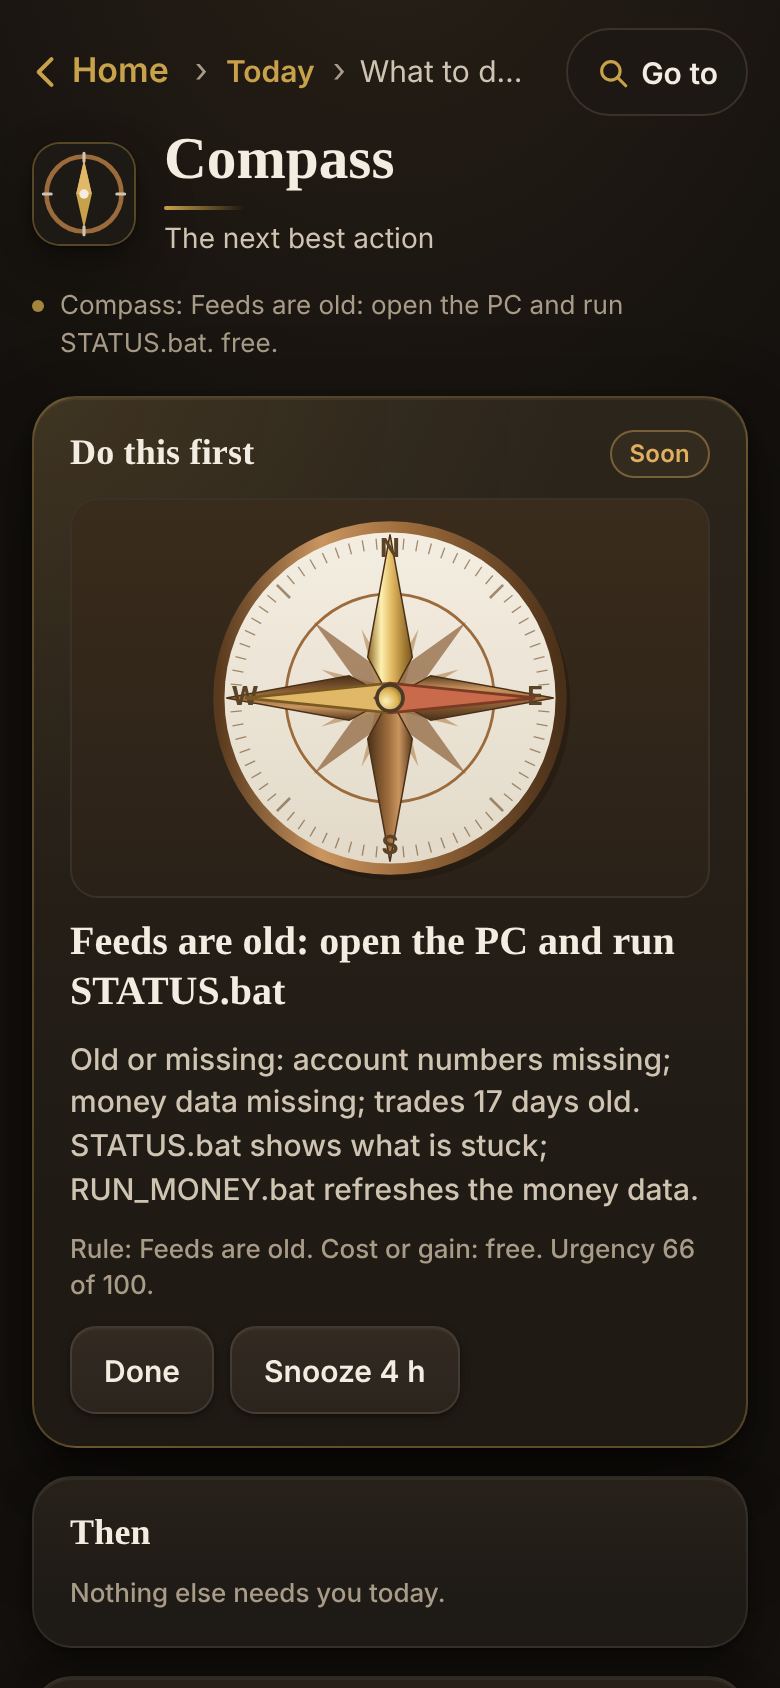 Home › Today › What to d...
Go to
Compass
The next best action
Compass: Feeds are old: open the PC and run
STATUS.bat. free.
Do this first
Soon
N
W
E
S
Feeds are old: open the PC and run
STATUS.bat
Old or missing: account numbers missing;
money data missing; trades 17 days old.
STATUS.bat shows what is stuck;
RUN_MONEY.bat refreshes the money data.
Rule: Feeds are old. Cost or gain: free. Urgency 66
of 100.
Done
Snooze 4 h
Then
Nothing else needs you today.